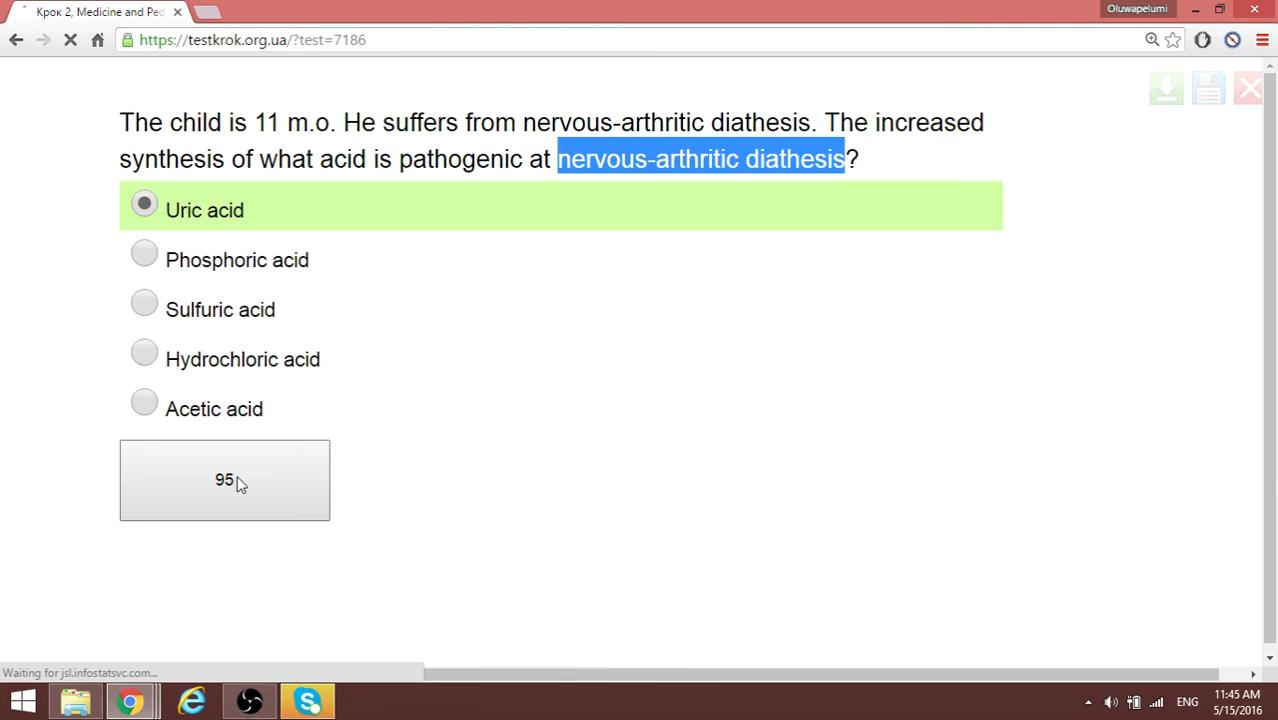 Крок 2, Medicine and Ped
Oluwapelumi
https://testkrok.org.ua/?test=7186
The child is 11 m.o. He suffers from nervous-arthritic diathesis. The increased
synthesis of what acid is pathogenic at nervous-arthritic diathesis?
Uric acid
Phosphoric acid
Sulfuric acid
Hydrochloric acid
Acetic acid
95
Waiting for jsl.infostatsvc.com...
ENG
11:45 AM
5/15/2016